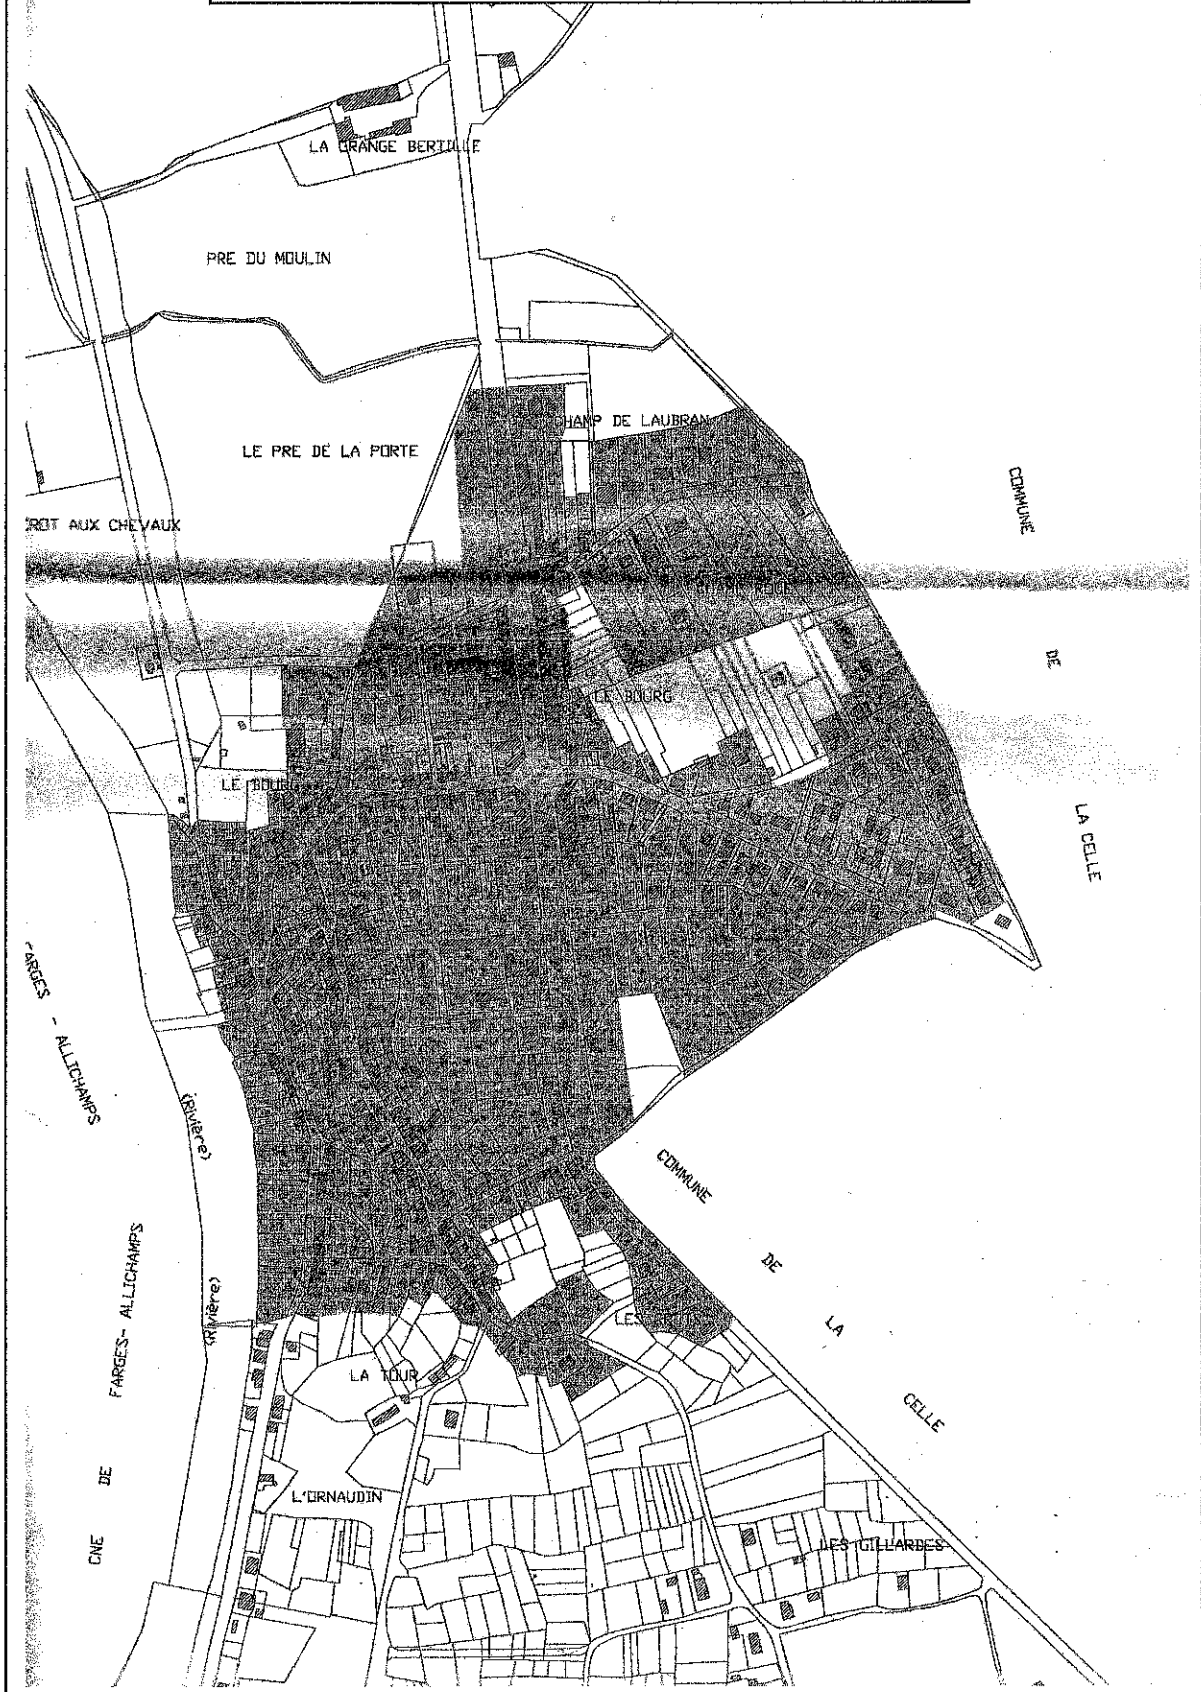 LA GRANGE BERTILLE
PRE DU MOULIN
CHAMP DE LAUBRAN
LE PRE DE LA PORTE
COMMUNE
DE
LA CELLE
CROT AUX CHEVAUX
LE BOURG
LE BOURG
FARGES - ALLICHAMPS
(Rivière)
COMMUNE
DE
LA
CELLE
CNE DE FARGES- ALLICHAMPS
(Rivière)
LA TOUR
L'ORNAUDIN
LES GILLARDES